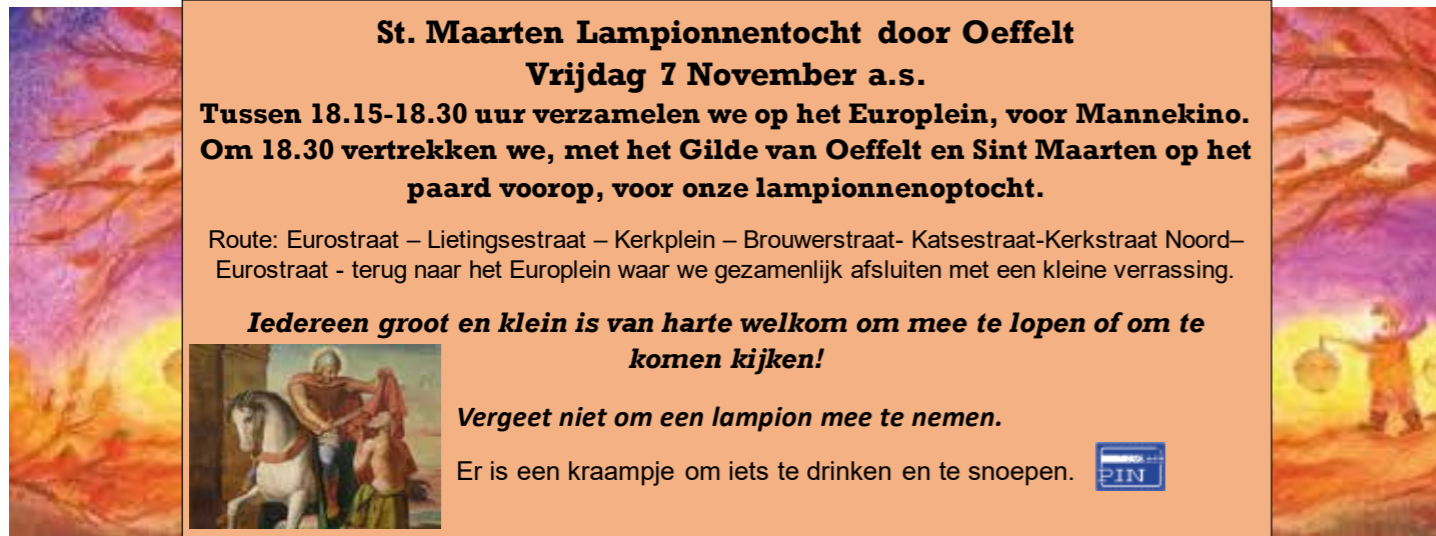 St. Maarten Lampionnentocht door Oeffelt
Vrijdag 7 November a.s.
Tussen 18.15-18.30 uur verzamelen we op het Europlein, voor Mannekino.
Om 18.30 vertrekken we, met het Gilde van Oeffelt en Sint Maarten op het
paard voorop, voor onze lampionnenoptocht.
Route: Eurostraat – Lietingsestraat – Kerkplein – Brouwerstraat- Katsestraat-Kerkstraat Noord–
Eurostraat - terug naar het Europlein waar we gezamenlijk afsluiten met een kleine verrassing.
Iedereen groot en klein is van harte welkom om mee te lopen of om te
komen kijken!
Vergeet niet om een lampion mee te nemen.
Er is een kraampje om iets te drinken en te snoepen.
PIN